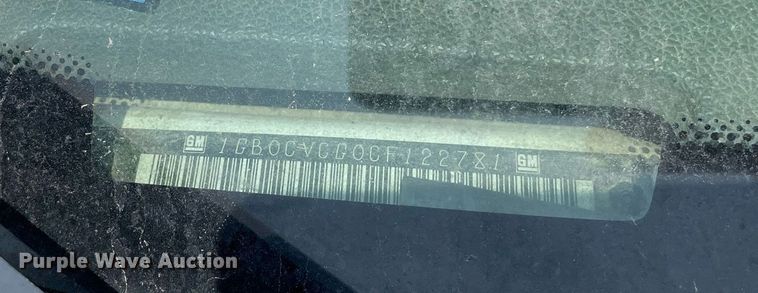 GM 1GB0CVCG0CF122781 GM
Purple Wave Auction®